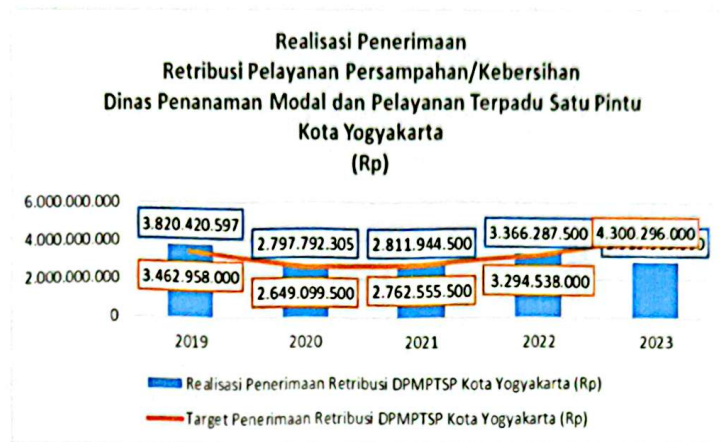 Realisasi Penerimaan
Retribusi Pelayanan Persampahan/Kebersihan
Dinas Penanaman Modal dan Pelayanan Terpadu Satu Pintu
Kota Yogyakarta
(Rp)
6.000.000.000
4.000.000.000
2.000.000.000
0
3.820.420.597
2.797.792.305
2.811.944.500
3.366.287.500
4.300.296.000
3.462.958.000
2.649.099.500
2.762.555.500
3.294.538.000
2019
2020
2021
2022
2023
Realisasi Penerimaan Retribusi DPMPTSP Kota Yogyakarta (Rp)
Target Penerimaan Retribusi DPMPTSP Kota Yogyakarta (Rp)